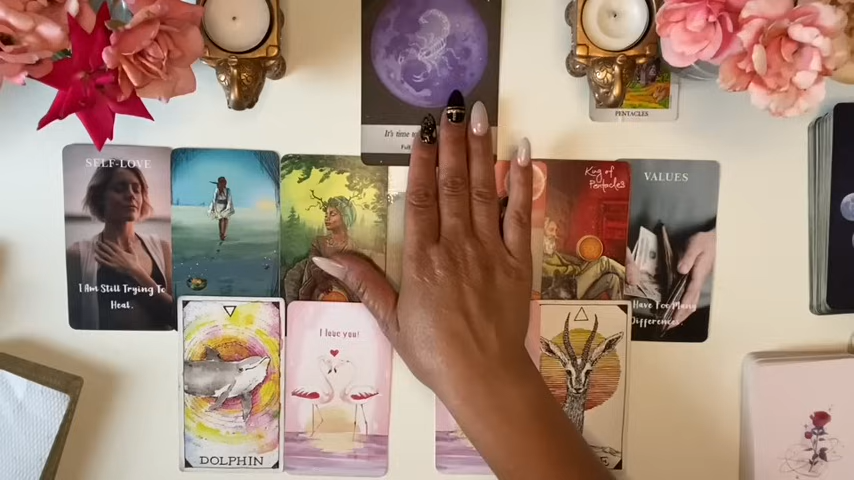 PENTACLES
It's time
Ful
SELF-LOVE
King of
Pentacles
VALUES
I Am Still Trying To
Heal.
Have Too Many
Differences.
I love you!
DOLPHIN
E